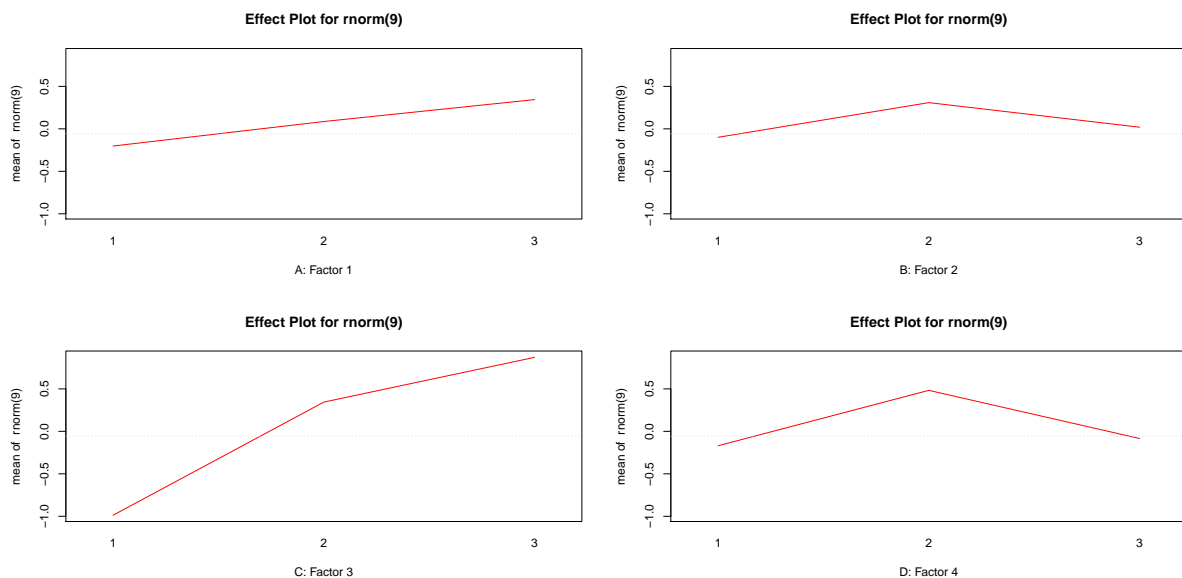 Effect Plot for rnorm(9)
mean of rnorm(9)
0.5
0.0
−0.5
−1.0
1 2 3
A: Factor 1
Effect Plot for rnorm(9)
mean of rnorm(9)
0.5
0.0
−0.5
−1.0
1 2 3
B: Factor 2
Effect Plot for rnorm(9)
mean of rnorm(9)
0.5
0.0
−0.5
−1.0
1 2 3
C: Factor 3
Effect Plot for rnorm(9)
mean of rnorm(9)
0.5
0.0
−0.5
−1.0
1 2 3
D: Factor 4